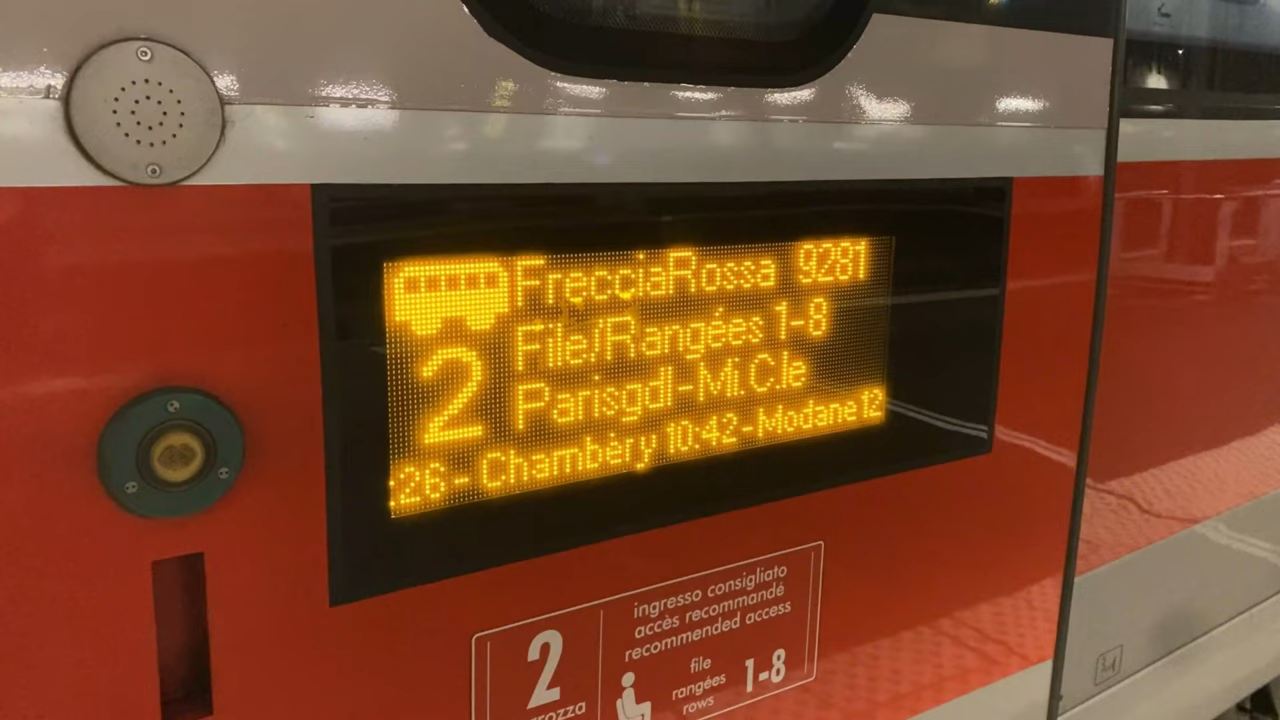 FrecciaRossa 9281
File/Rangées 1-8
2
Parisgdl-Mi.C.le
:26 - Chambèry 10:42 - Modane 12
2
ingresso consigliato
accès recommandé
recommended access
file
rangées
rows
1-8